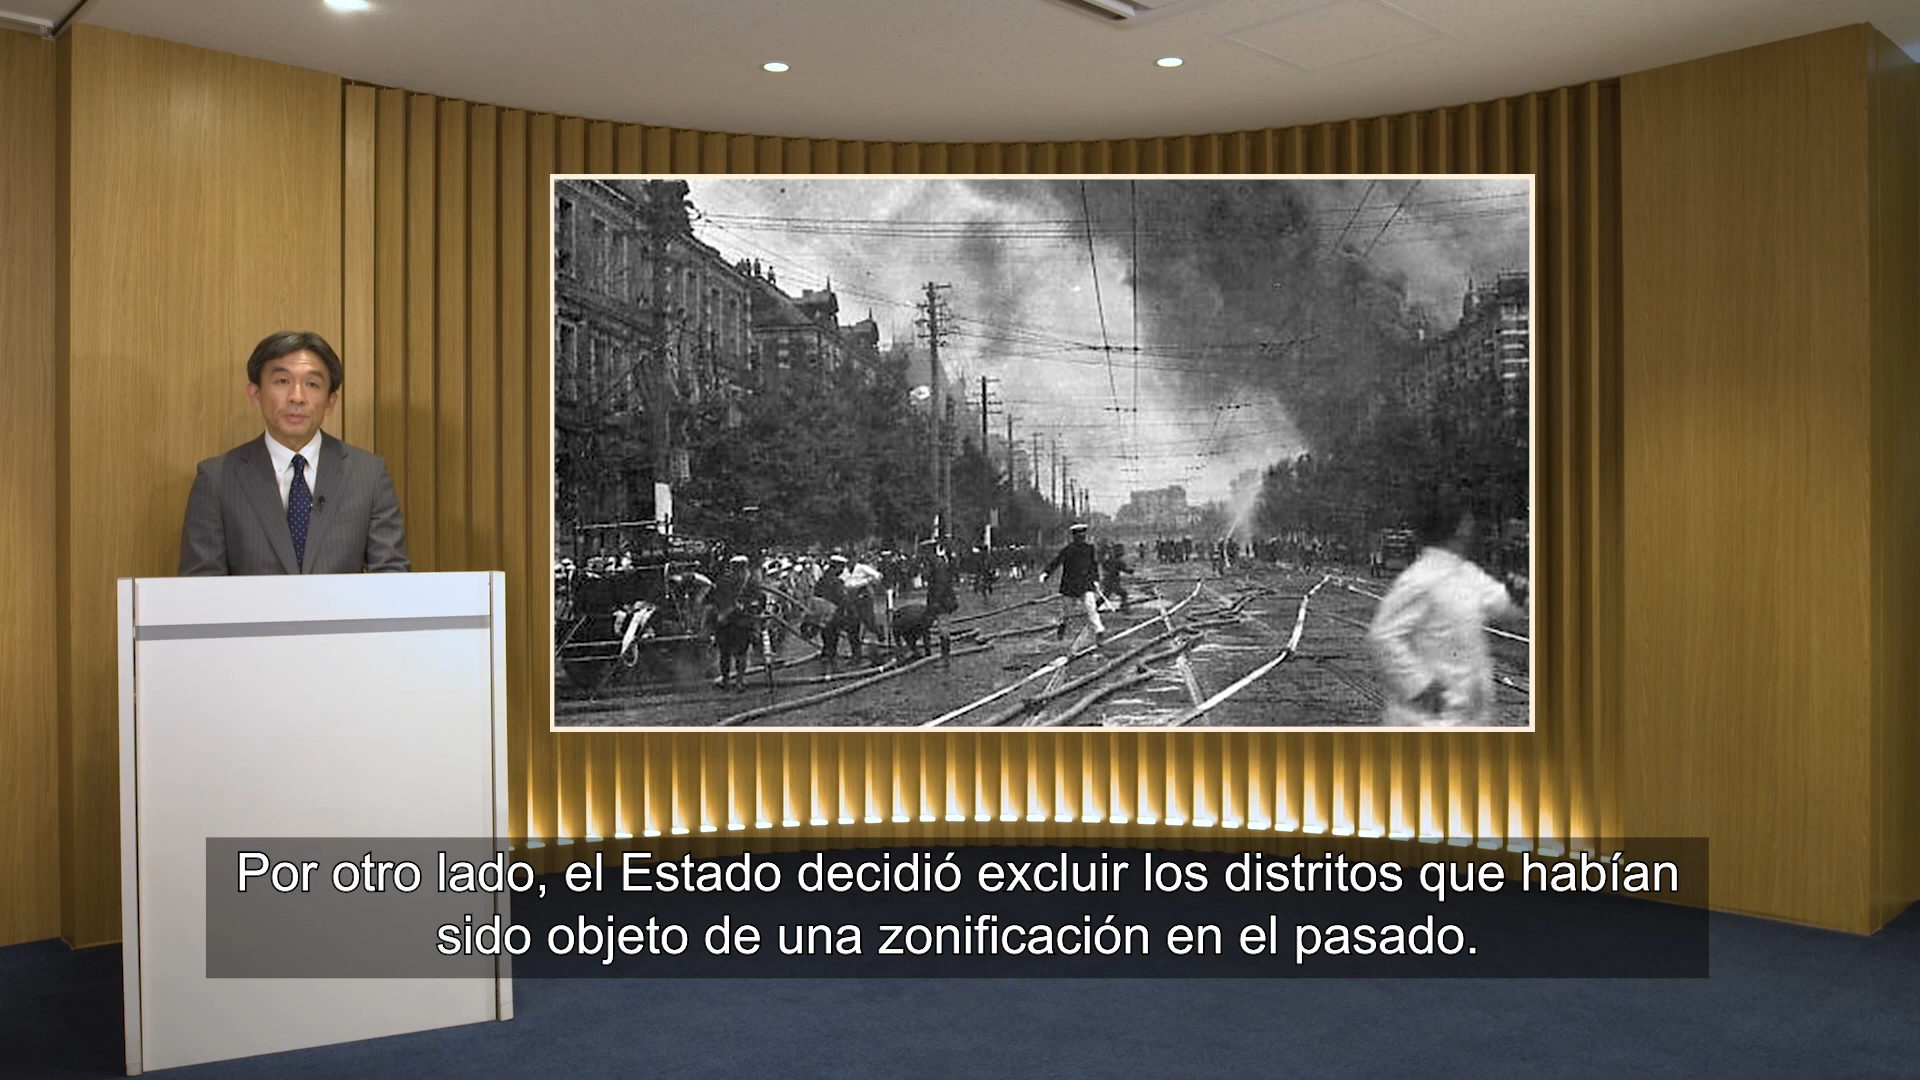 Por otro lado, el Estado decidió excluir los distritos que habían
sido objeto de una zonificación en el pasado.